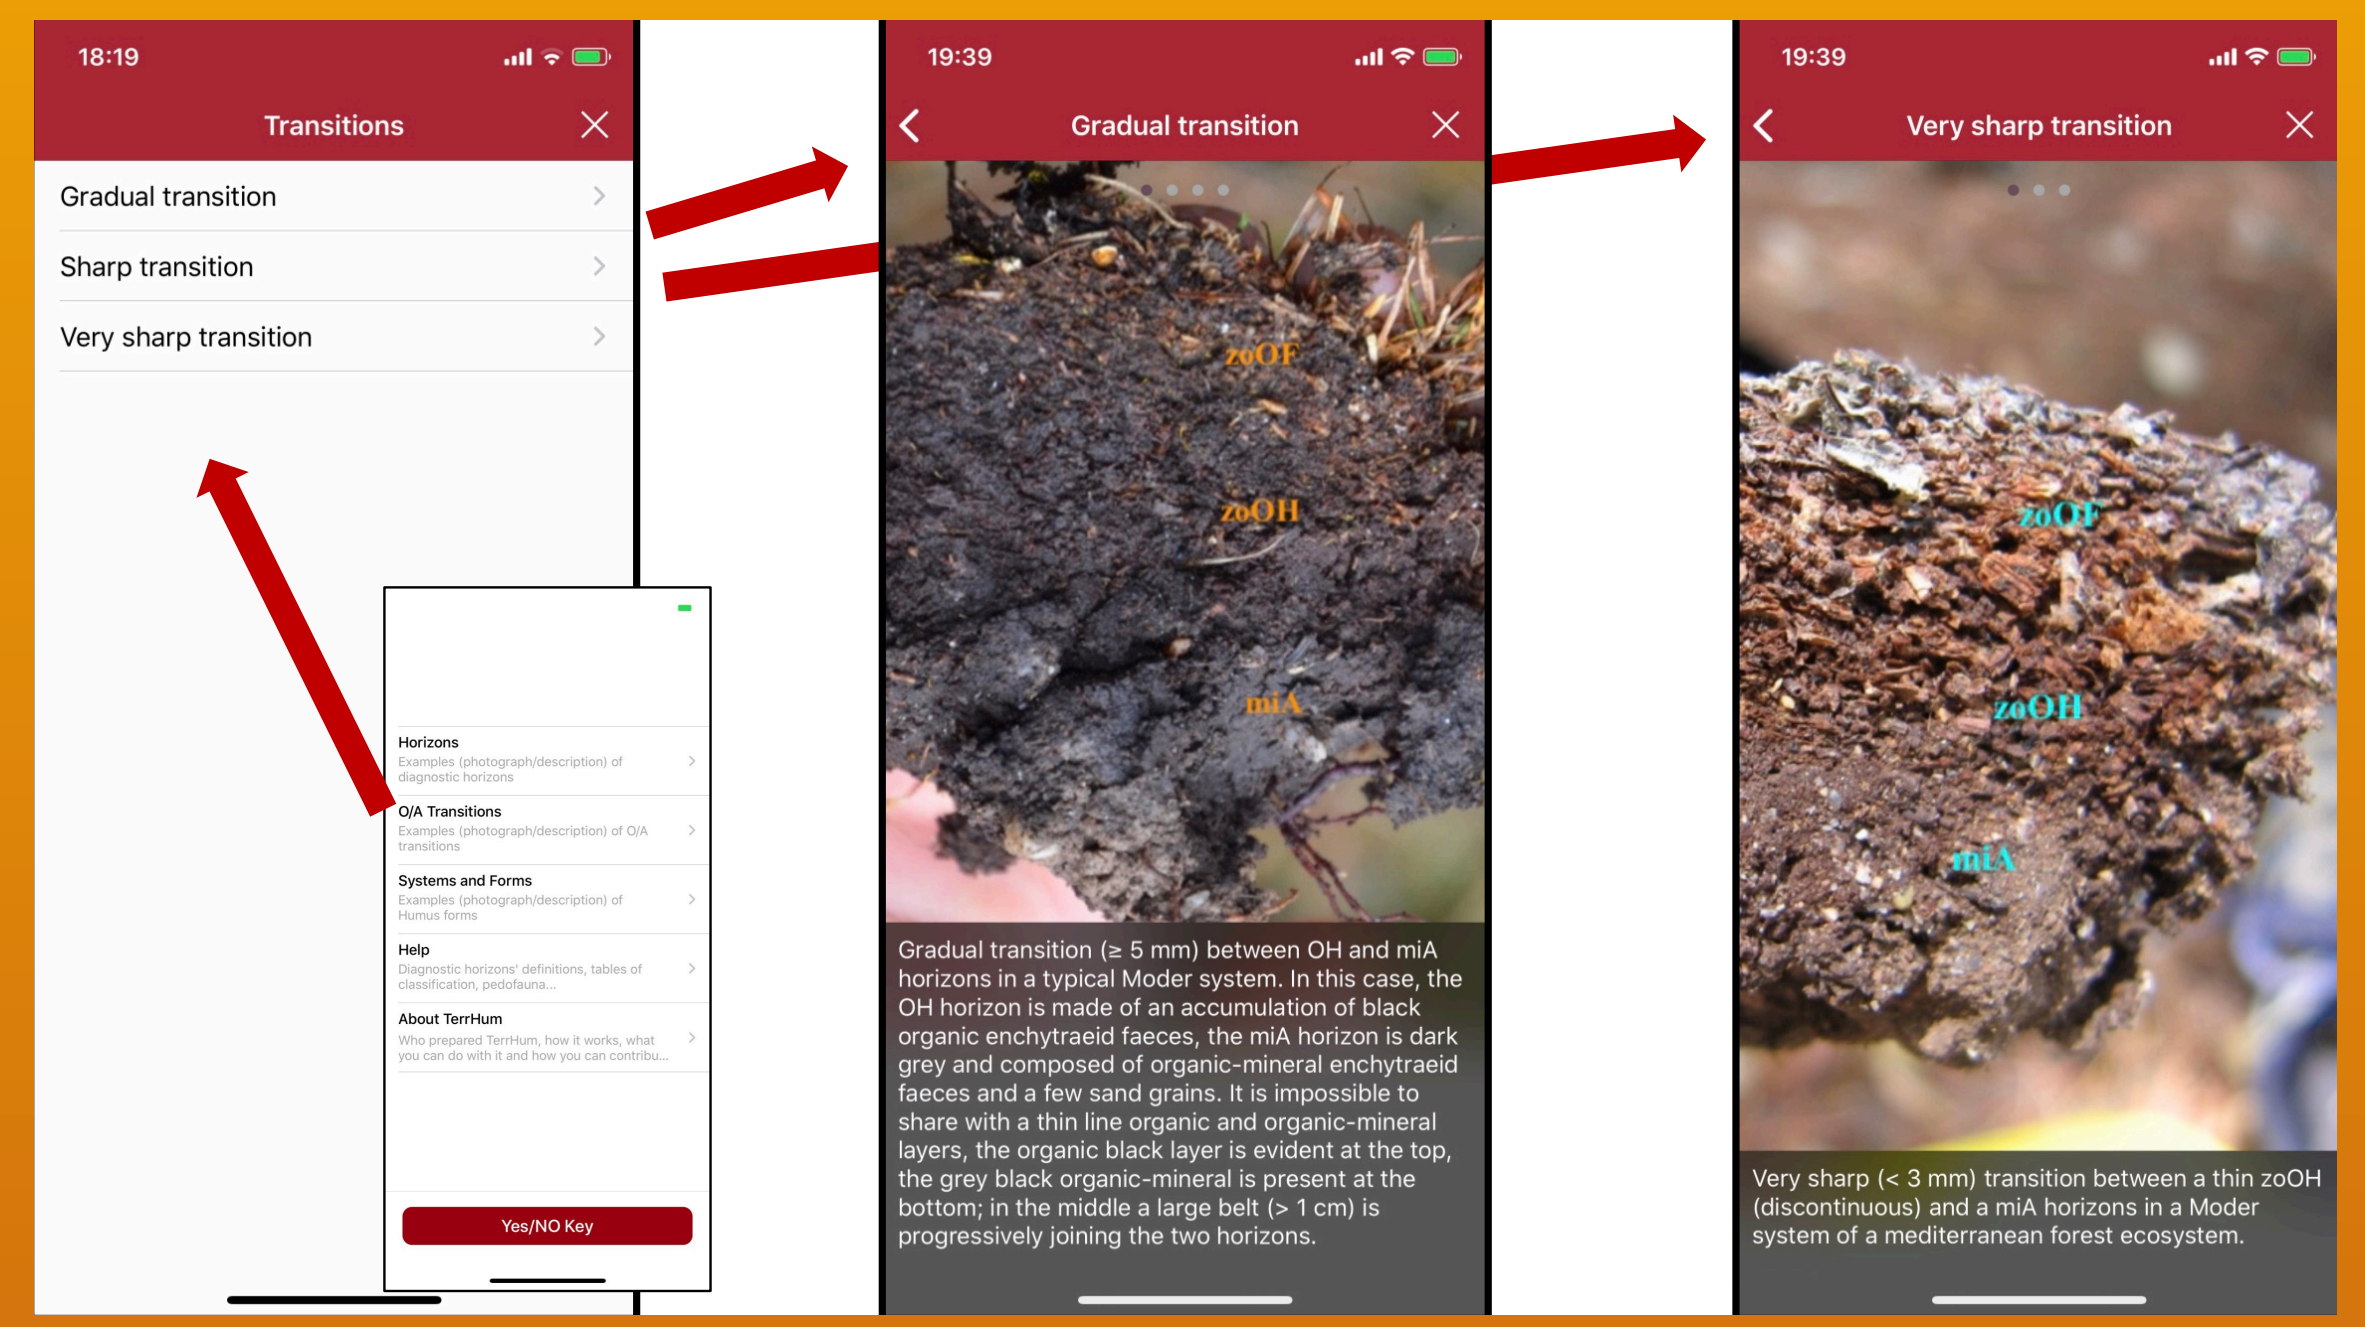 18:19
Transitions
Gradual transition
Sharp transition
Very sharp transition
Horizons
Examples (photograph/description) of
diagnostic horizons
O/A Transitions
Examples (photograph/description) of O/A
transitions
Systems and Forms
Examples (photograph/description) of
Humus forms
Help
Diagnostic horizons' definitions, tables of
classification, pedofauna...
About TerrHum
Who prepared TerrHum, how it works, what
you can do with it and how you can contribu...
Yes/NO Key
19:39
Gradual transition
zoOF
zoOH
miA
Gradual transition (≥ 5 mm) between OH and miA
horizons in a typical Moder system. In this case, the
OH horizon is made of an accumulation of black
organic enchytraeid faeces, the miA horizon is dark
grey and composed of organic-mineral enchytraeid
faeces and a few sand grains. It is impossible to
share with a thin line organic and organic-mineral
layers, the organic black layer is evident at the top,
the grey black organic-mineral is present at the
bottom; in the middle a large belt (> 1 cm) is
progressively joining the two horizons.
19:39
Very sharp transition
zoOF
zoOH
miA
Very sharp (< 3 mm) transition between a thin zoOH
(discontinuous) and a miA horizons in a Moder
system of a mediterranean forest ecosystem.